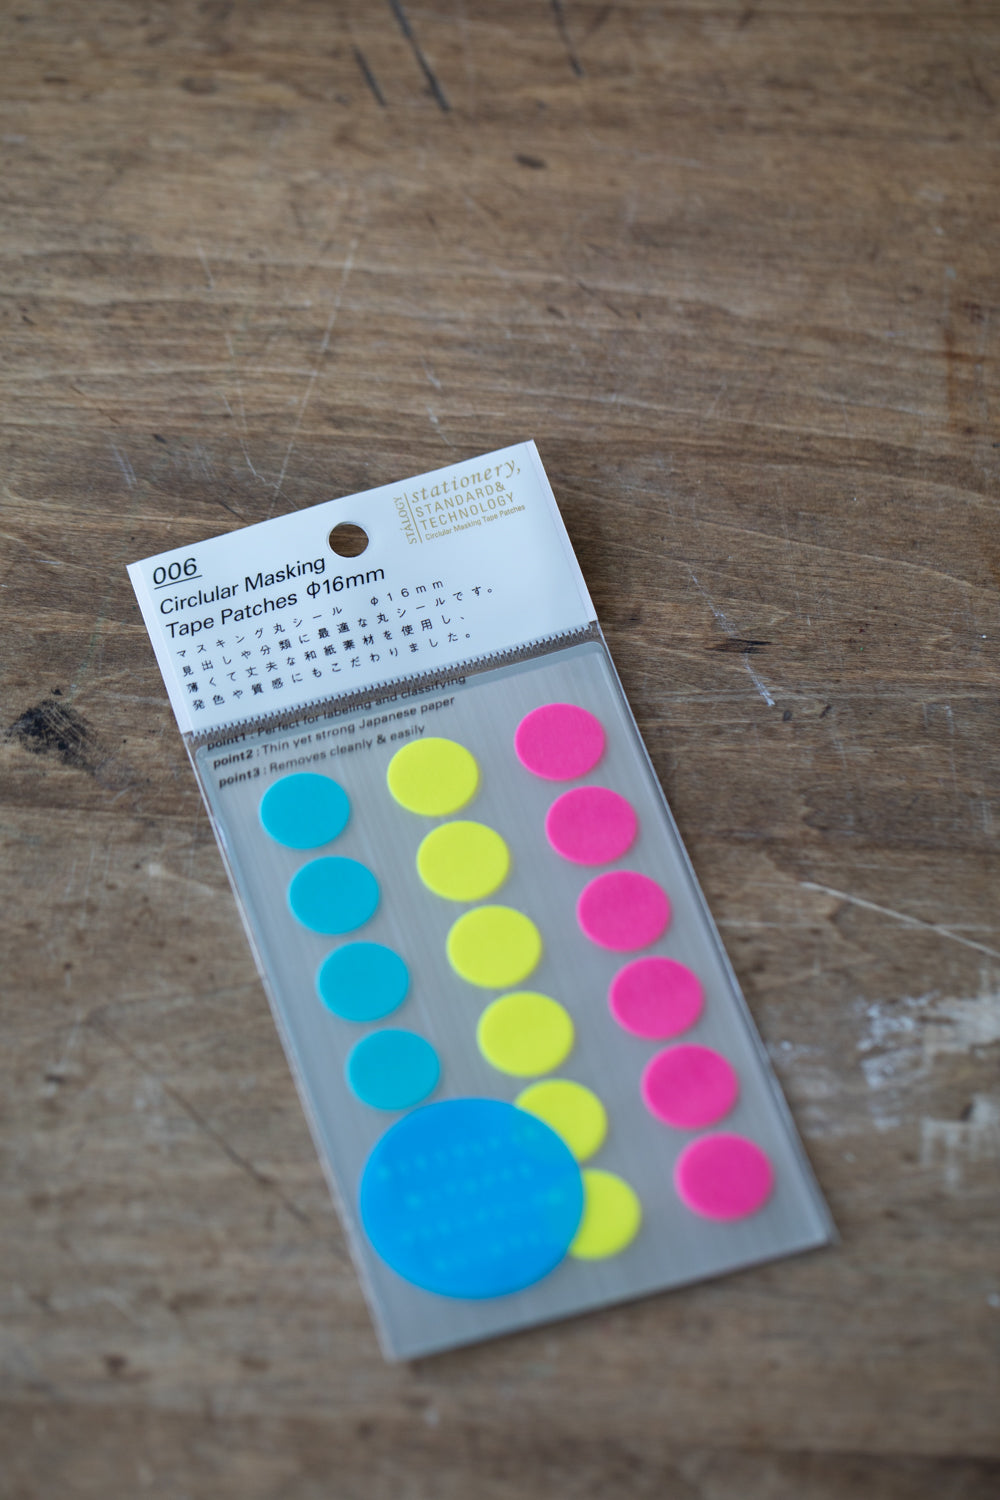 006
Circlular Masking
Tape Patches Φ16mm
マスキング丸シール φ16mm
見出しや分類に最適な丸シールです。
薄くて丈夫な和紙素材を使用し、
発色や質感にもこだわりました。
STALOGY
stationery,
STANDARD&
TECHNOLOGY
Circlular Masking Tape Patches
point1 : Perfect for labeling and classifying
point2 : Thin yet strong Japanese paper
point3 : Removes cleanly & easily